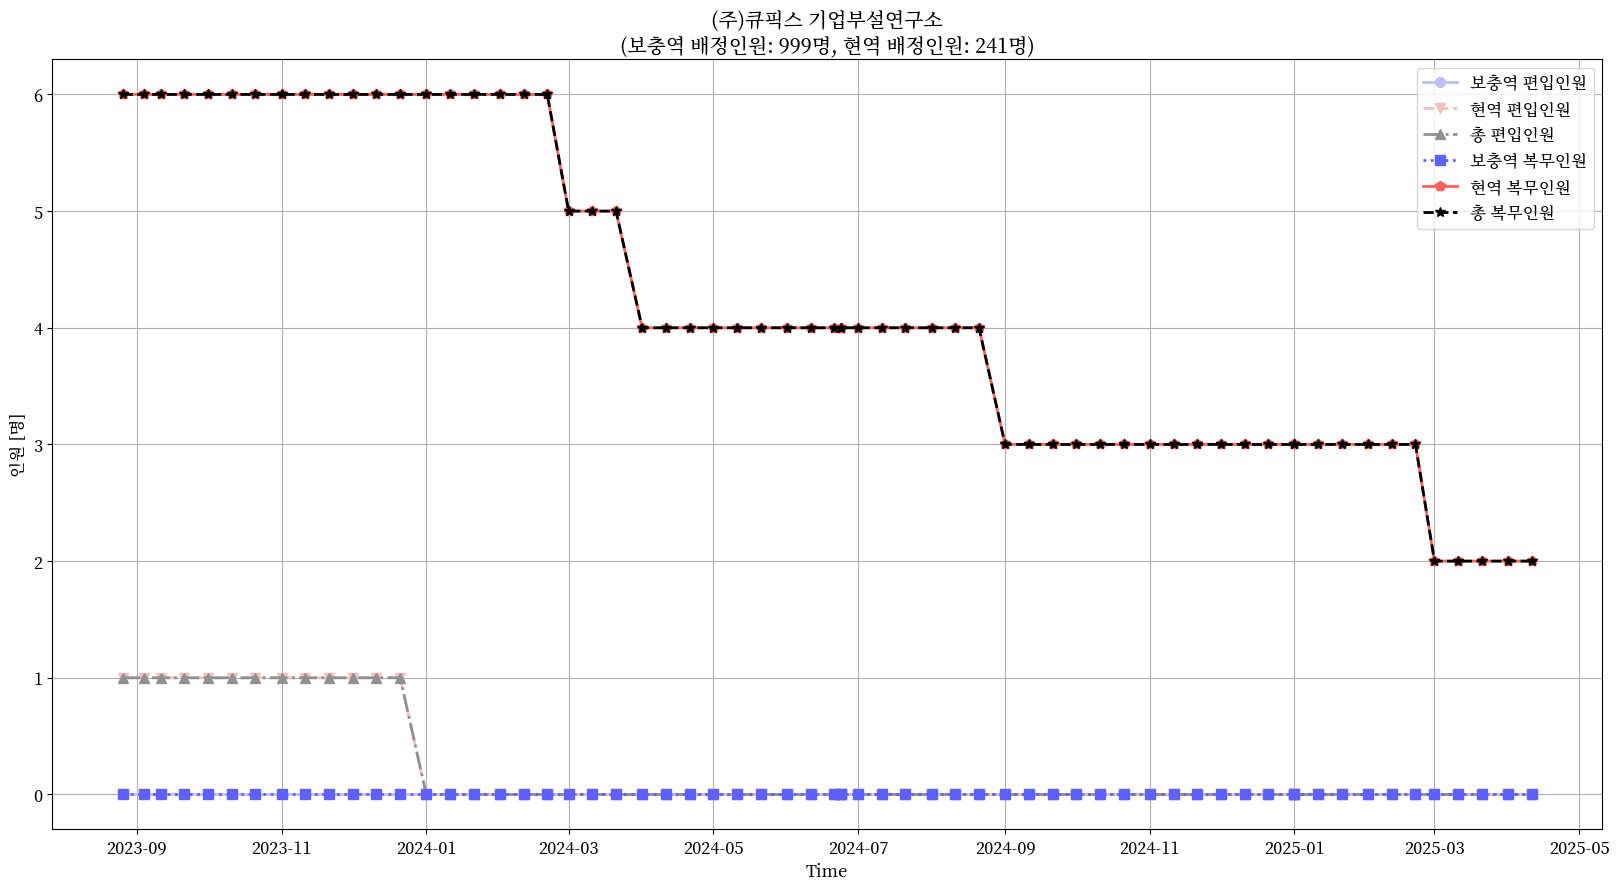 (주)큐픽스 기업부설연구소
(보충역 배정인원: 999명, 현역 배정인원: 241명)
보충역 편입인원
현역 편입인원
총 편입인원
보충역 복무인원
현역 복무인원
총 복무인원
인원 [명]
6
5
4
3
2
1
0
2023-09
2023-11
2024-01
2024-03
2024-05
2024-07
2024-09
2024-11
2025-01
2025-03
2025-05
Time